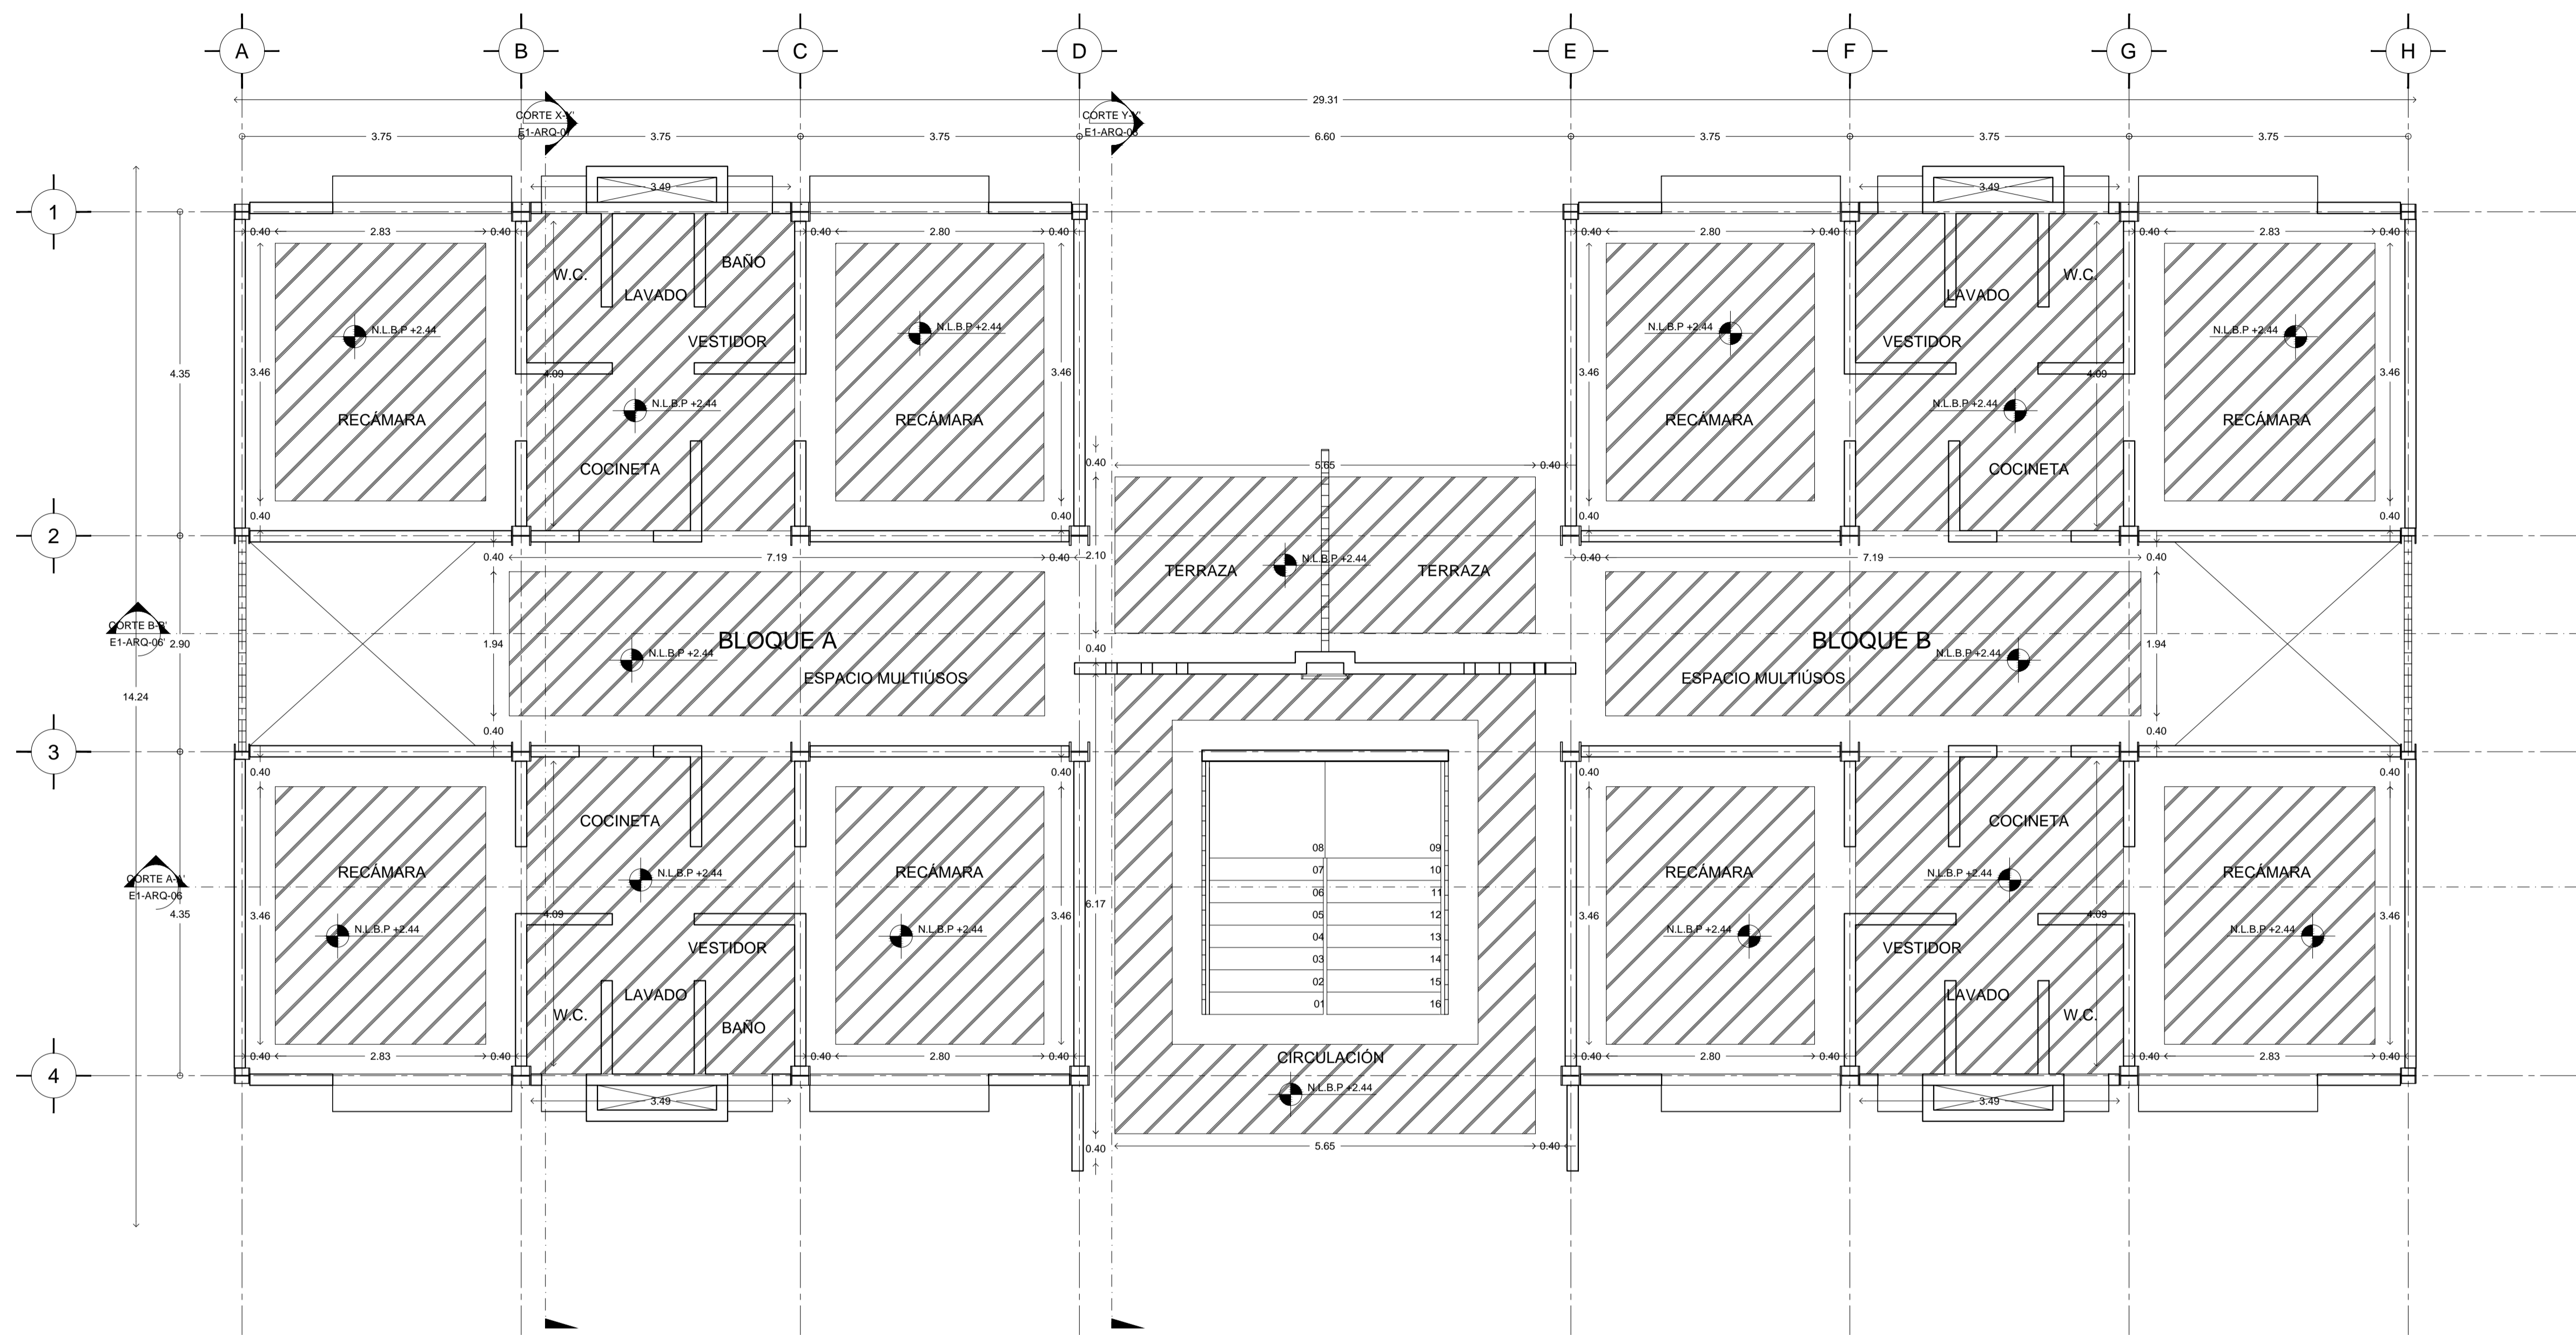 A B C D E F G H
29.31
CORTE X-X'
E1-ARQ-07
CORTE Y-Y'
E1-ARQ-06
3.75 3.75 3.75 6.60 3.75 3.75 3.75
3.49 3.49
1
0.40 2.83 0.40 0.40 2.80 0.40 0.40 2.80 0.40 0.40 2.83 0.40
W.C. BAÑO W.C.
LAVADO LAVADO
N.L.B.P +2.44 N.L.B.P +2.44 N.L.B.P +2.44 N.L.B.P +2.44
VESTIDOR VESTIDOR
4.35 3.46 4.09 3.46 3.46 4.09 3.46
N.L.B.P +2.44 N.L.B.P +2.44
RECÁMARA RECÁMARA RECÁMARA RECÁMARA
COCINETA 0.40 5.65 0.40 COCINETA
0.40 0.40 0.40 0.40
2
0.40 7.19 0.40 2.10 N.L.B.P +2.44 0.40 7.19 0.40
TERRAZA TERRAZA
CORTE B-B'
E1-ARQ-06'
2.90 1.94 BLOQUE A 0.40 BLOQUE B 1.94
N.L.B.P +2.44 N.L.B.P +2.44
ESPACIO MULTIÚSOS ESPACIO MULTIÚSOS
14.24
0.40 0.40
3
0.40 0.40 0.40 0.40
COCINETA COCINETA
08 09
RECÁMARA N.L.B.P +2.44 RECÁMARA 07 10 RECÁMARA N.L.B.P +2.44 RECÁMARA
CORTE A-A'
E1-ARQ-06
06 11
4.35 3.46 4.09 3.46 6.17 05 12 3.46 4.09 3.46
N.L.B.P +2.44 N.L.B.P +2.44 04 13 N.L.B.P +2.44 N.L.B.P +2.44
VESTIDOR 03 14 VESTIDOR
02 15
LAVADO 01 16 LAVADO
W.C. BAÑO W.C.
0.40 2.83 0.40 0.40 2.80 0.40 CIRCULACIÓN 0.40 2.80 0.40 0.40 2.83 0.40
4
N.L.B.P +2.44
3.49 3.49
0.40 5.65 0.40